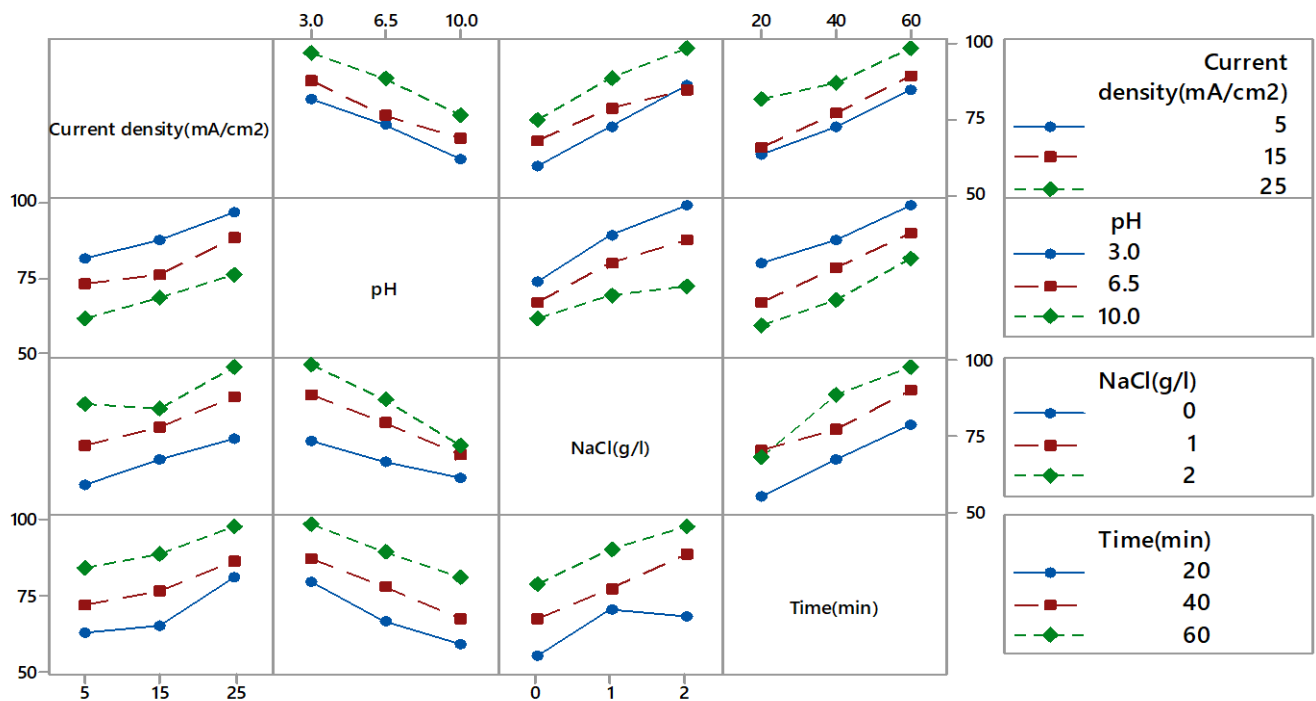 3.0 6.5 10.0 20 40 60
Current density(mA/cm2)
100
75
50
Current
density(mA/cm2)
5
15
25
100
75
50
pH
pH
3.0
6.5
10.0
NaCl(g/l)
100
75
50
NaCl(g/l)
0
1
2
100
75
50
Time(min)
Time(min)
20
40
60
5 15 25 0 1 2